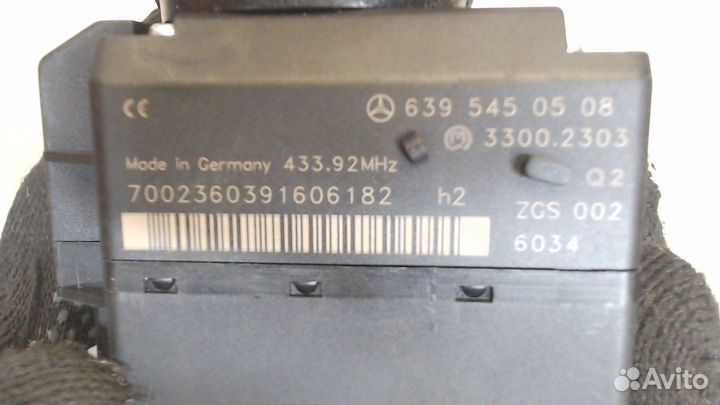 CE 639 545 05 08
3300.2303
Made in Germany 433.92MHz
Q2
7002360391606182 h2
ZGS 002
6034
Avito